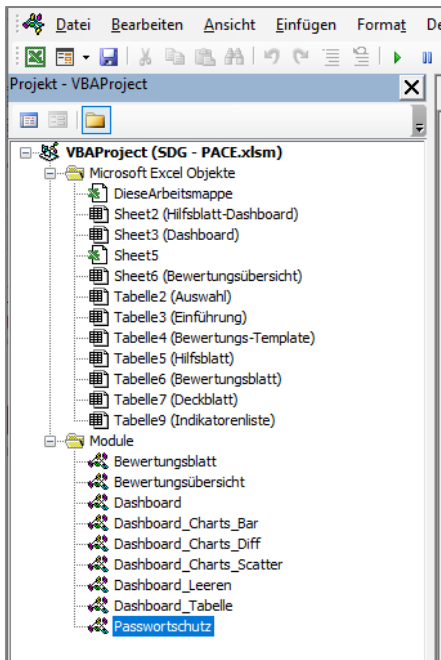 Datei Bearbeiten Ansicht Einfügen Format De
Projekt - VBAProject
VBAProject (SDG - PACE.xlsm)
Microsoft Excel Objekte
DieseArbeitsmappe
Sheet2 (Hilfsblatt-Dashboard)
Sheet3 (Dashboard)
Sheet5
Sheet6 (Bewertungsübersicht)
Tabelle2 (Auswahl)
Tabelle3 (Einführung)
Tabelle4 (Bewertungs-Template)
Tabelle5 (Hilfsblatt)
Tabelle6 (Bewertungsblatt)
Tabelle7 (Deckblatt)
Tabelle9 (Indikatorenliste)
Module
Bewertungsblatt
Bewertungsübersicht
Dashboard
Dashboard_Charts_Bar
Dashboard_Charts_Diff
Dashboard_Charts_Scatter
Dashboard_Leeren
Dashboard_Tabelle
Passwortschutz